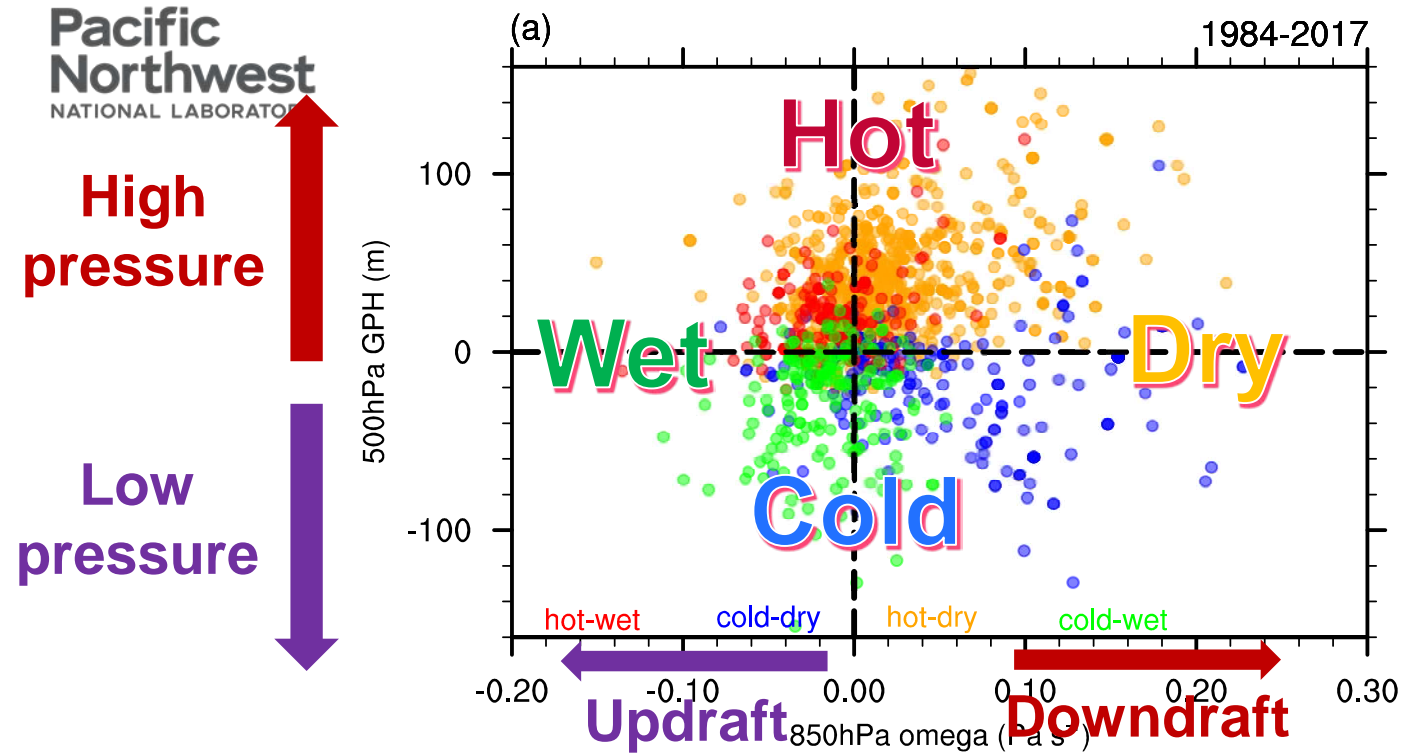 Pacific
Northwest
NATIONAL LABORATO
(a)
1984-2017
High
pressure
Low
pressure
500hPa GPH (m)
100
0
-100
Hot
Wet
Dry
Cold
hot-wet
cold-dry
hot-dry
cold-wet
-0.20
-0.10
0.00
0.10
0.20
0.30
Updraft
850hPa omega (Pa s
Downdraft